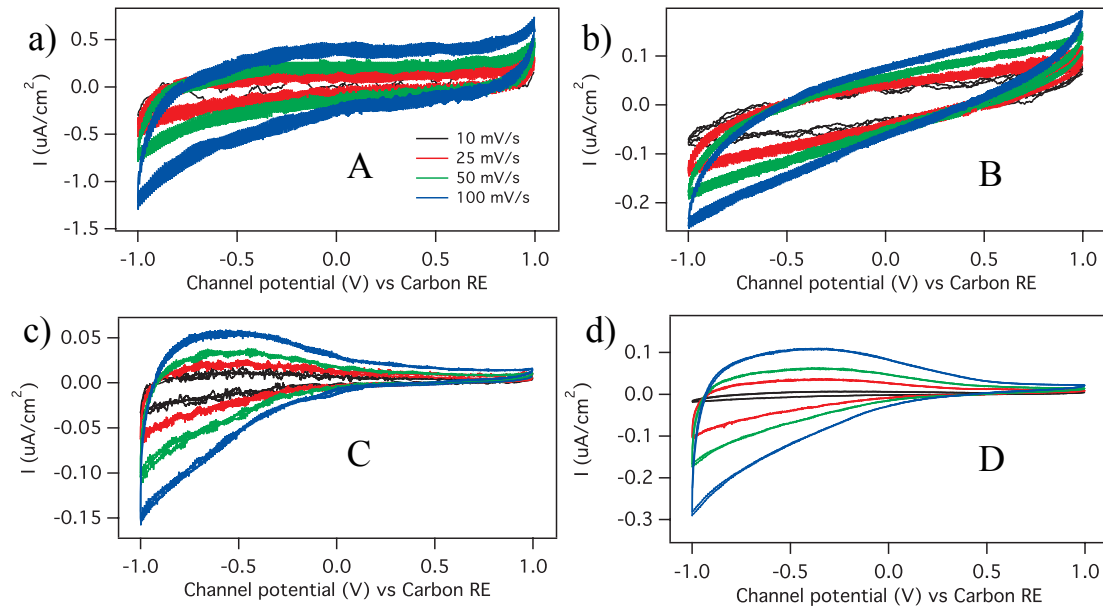 a)
0.5
0.0
-0.5
-1.0
-1.5
I (uA/cm²)
10 mV/s
25 mV/s
50 mV/s
100 mV/s
A
-1.0 -0.5 0.0 0.5 1.0
Channel potential (V) vs Carbon RE
b)
0.1
0.0
-0.1
-0.2
I (uA/cm²)
B
-1.0 -0.5 0.0 0.5 1.0
Channel potential (V) vs Carbon RE
c)
0.05
0.00
-0.05
-0.10
-0.15
I (uA/cm²)
C
-1.0 -0.5 0.0 0.5 1.0
Channel potential (V) vs Carbon RE
d)
0.1
0.0
-0.1
-0.2
-0.3
I (uA/cm²)
D
-1.0 -0.5 0.0 0.5 1.0
Channel potential (V) vs Carbon RE